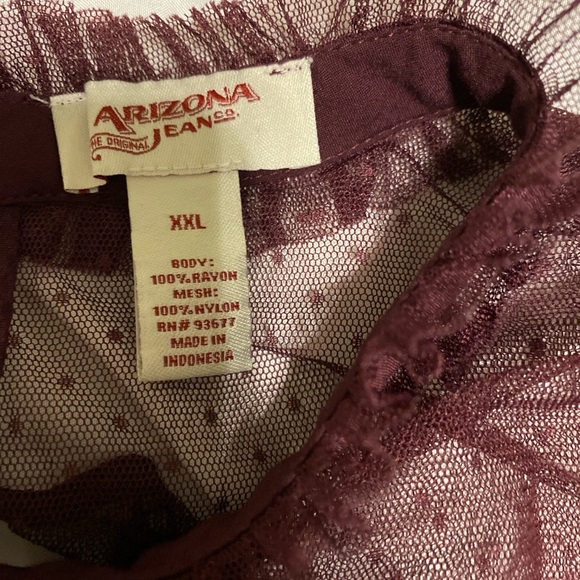 ARIZONA
THE ORIGINAL JEAN CO.
XXL
BODY:
100%RAYON
MESH:
100%NYLON
RN# 93677
MADE IN
INDONESIA